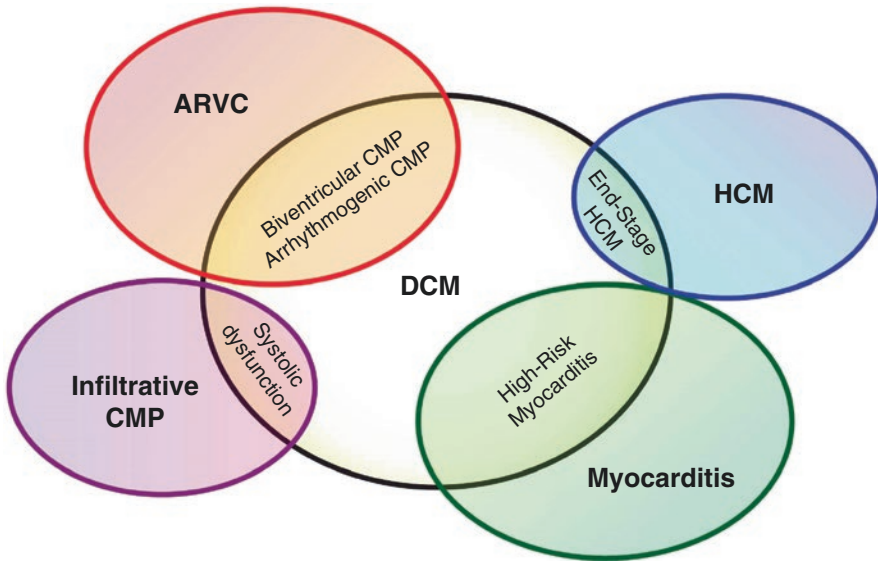 ARVC
Biventricular CMP
Arrhythmogenic CMP
End-Stage
HCM
HCM
DCM
Systolic
dysfunction
Infiltrative
CMP
High-Risk
Myocarditis
Myocarditis